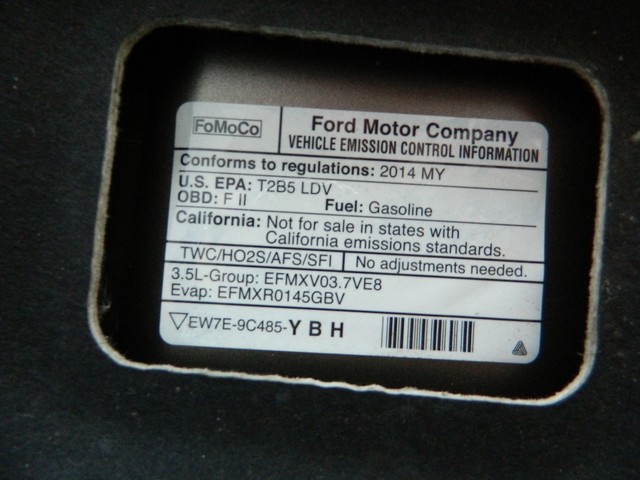 FoMoCo
Ford Motor Company
VEHICLE EMISSION CONTROL INFORMATION
Conforms to regulations: 2014 MY
U.S. EPA: T2B5 LDV
OBD: F II Fuel: Gasoline
California: Not for sale in states with
California emissions standards.
TWC/HO2S/AFS/SFI No adjustments needed.
3.5L-Group: EFMXV03.7VE8
Evap: EFMXR0145GBV
EW7E-9C485-Y B H